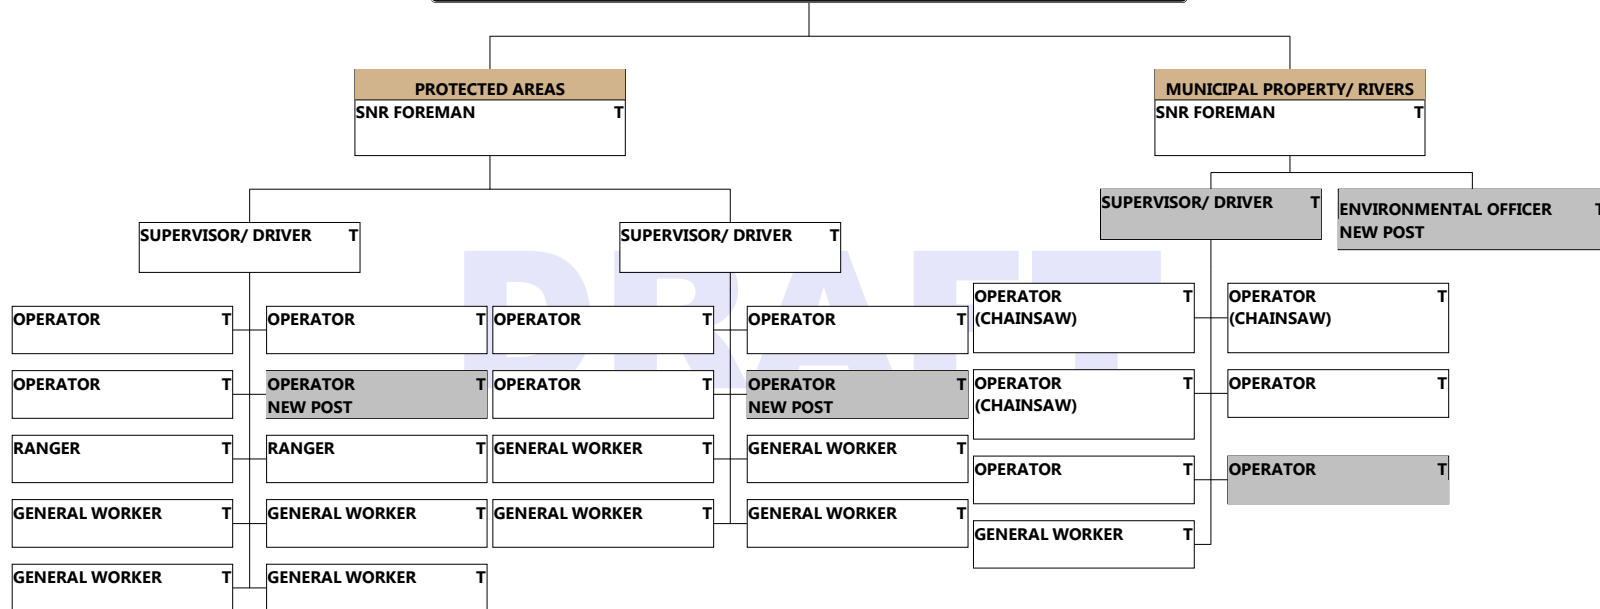 PROTECTED AREAS
SNR FOREMAN T
MUNICIPAL PROPERTY/ RIVERS
SNR FOREMAN T
SUPERVISOR/ DRIVER T
SUPERVISOR/ DRIVER T
SUPERVISOR/ DRIVER T
ENVIRONMENTAL OFFICER T
NEW POST
DRAFT
OPERATOR T
OPERATOR T
OPERATOR T
OPERATOR
NEW POST T
RANGER T
RANGER T
GENERAL WORKER T
GENERAL WORKER T
GENERAL WORKER T
GENERAL WORKER T
OPERATOR T
OPERATOR T
OPERATOR T
OPERATOR T
NEW POST
GENERAL WORKER T
GENERAL WORKER T
GENERAL WORKER T
GENERAL WORKER T
OPERATOR T
(CHAINSAW)
OPERATOR T
(CHAINSAW)
OPERATOR T
(CHAINSAW)
OPERATOR T
OPERATOR T
OPERATOR T
GENERAL WORKER T